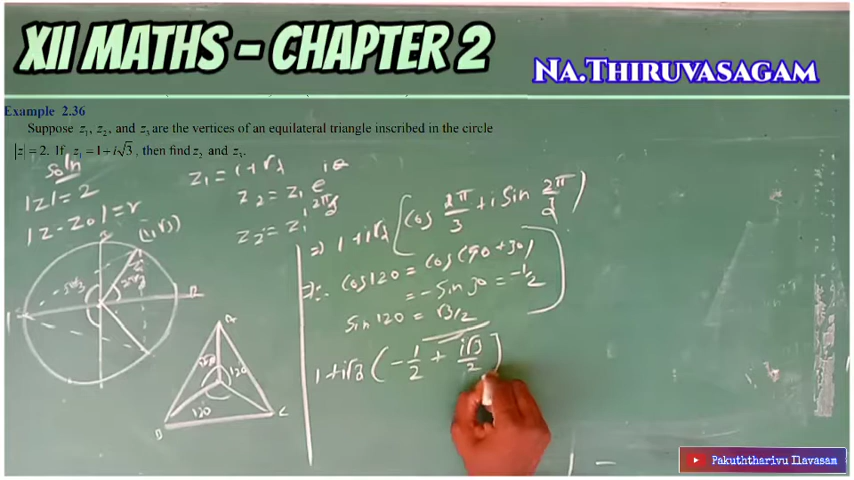 XII MATHS - CHAPTER 2
NA.THIRUVASAGAM
Example 2.36
Suppose z₁, z₂, and z₃ are the vertices of an equilateral triangle inscribed in the circle
|z| = 2. If z₁ = 1 + i√3, then find z₂ and z₃.
Soln
|z| = 2
|z - z₀| = r
(1, √3)
B
z₁ = 1 + i√3
z₂ = z₁ e^iθ
z₂ = z₁ e^i2π/3
⇒ 1 + i√3 (cos 2π/3 + i sin 2π/3)
cos 120 = cos (90 + 30)
= - sin 30 = -1/2
sin 120 = √3/2
1 + i√3 (-1/2 + i√3/2)
A
120
120
B
C
Pakuththarivu Ilavasam